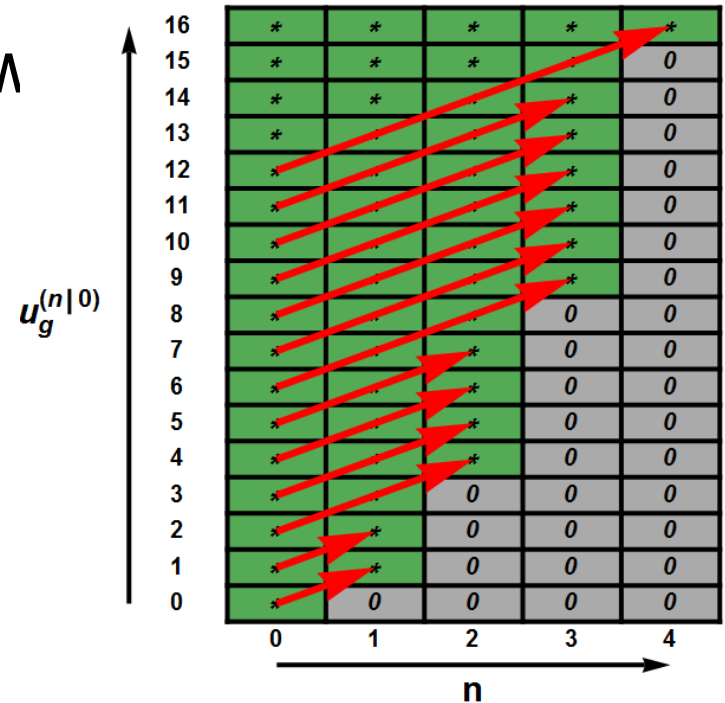 16 * * * * *
15 * * * * 0
14 * * * * 0
13 * * * * 0
12 * * * * 0
11 * * * * 0
10 * * * * 0
9 * * * * 0
u_g^{(n|0)}
8 * * * 0 0
7 * * * 0 0
6 * * * 0 0
5 * * * 0 0
4 * * * 0 0
3 * * 0 0 0
2 * * 0 0 0
1 * * 0 0 0
0 * 0 0 0 0
0 1 2 3 4
n